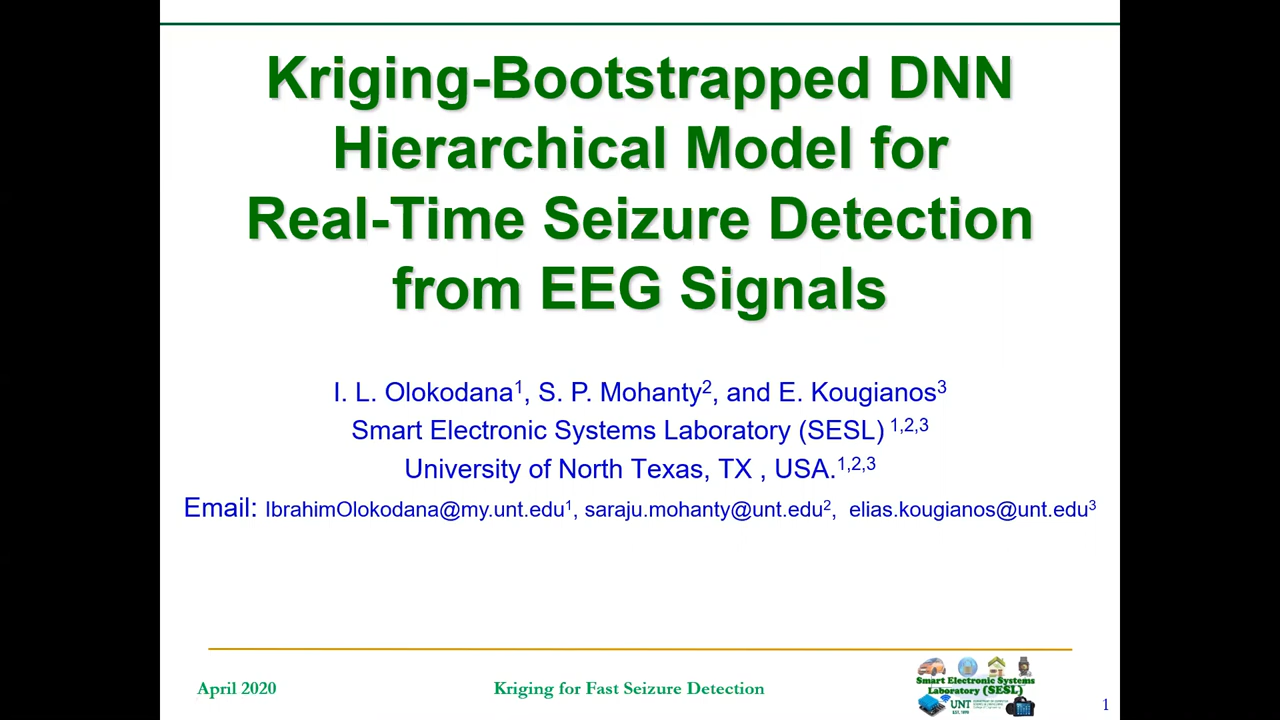 Kriging-Bootstrapped DNN
Hierarchical Model for
Real-Time Seizure Detection
from EEG Signals
I. L. Olokodana¹, S. P. Mohanty², and E. Kougianos³
Smart Electronic Systems Laboratory (SESL) ¹,²,³
University of North Texas, TX , USA.¹,²,³
Email: IbrahimOlokodana@my.unt.edu¹, saraju.mohanty@unt.edu², elias.kougianos@unt.edu³
April 2020
Kriging for Fast Seizure Detection
Smart Electronic Systems
Laboratory (SESL)
UNT
EST. 1890
1